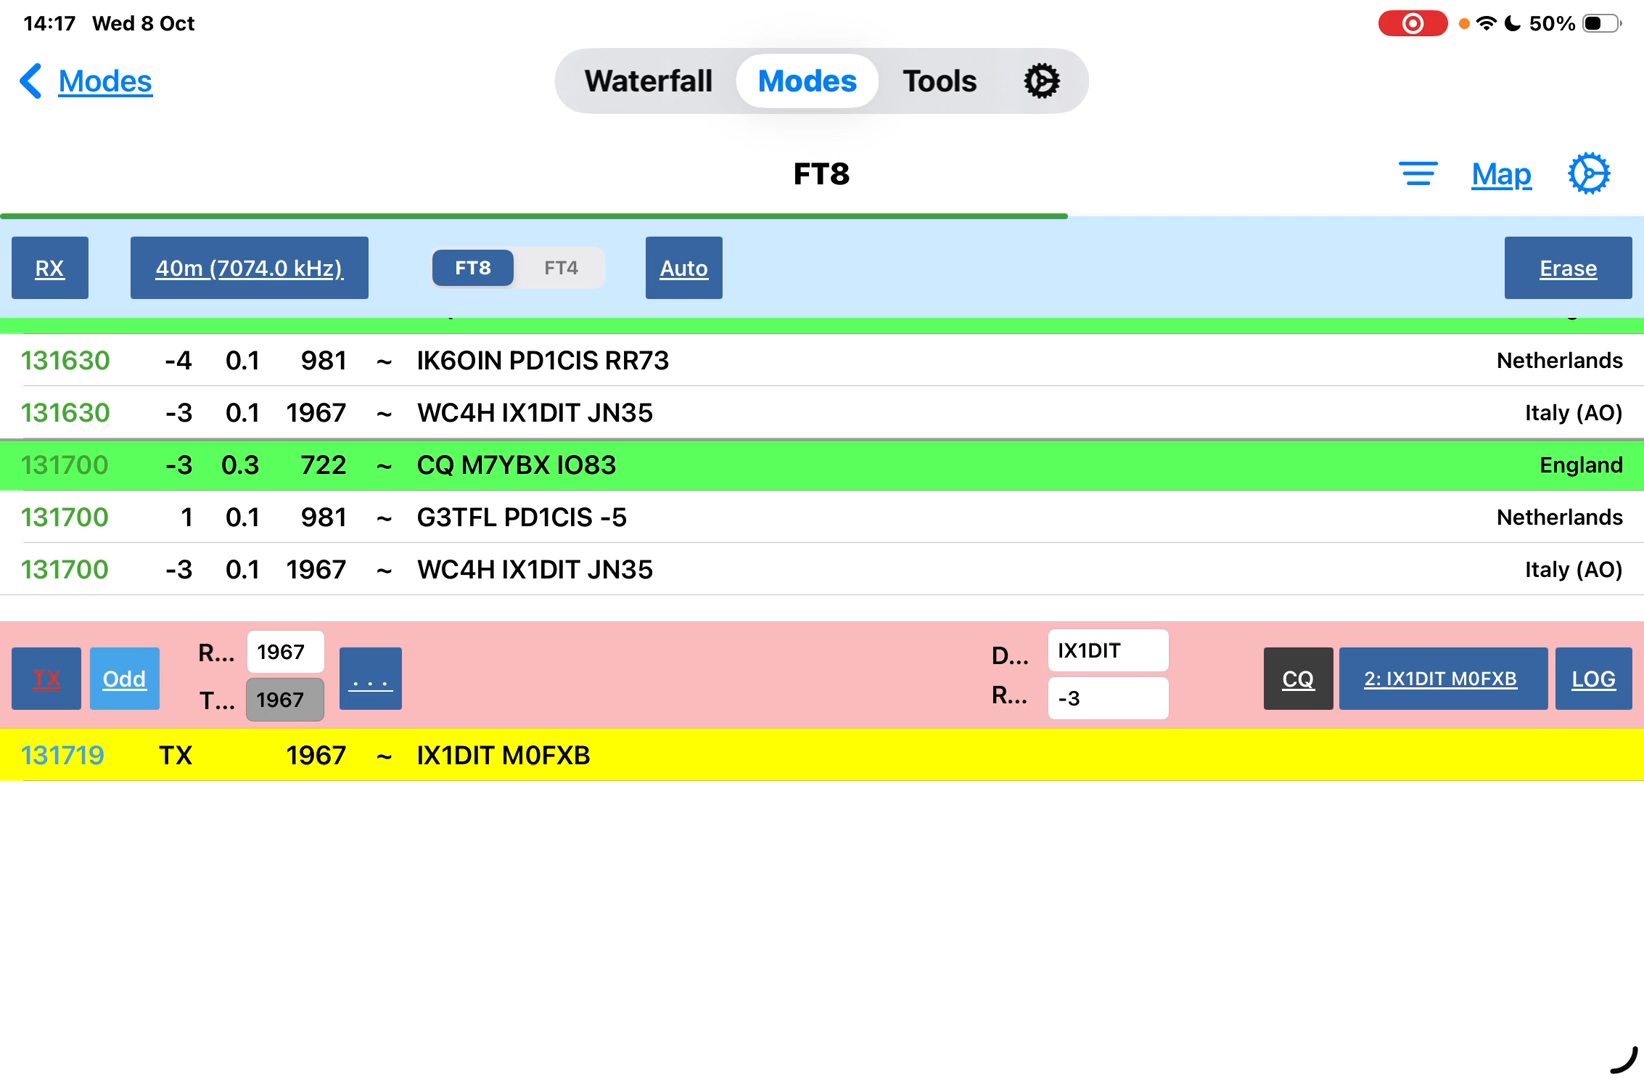 14:17 Wed 8 Oct 50%
Modes Waterfall Modes Tools
FT8 Map
RX 40m (7074.0 kHz) FT8 FT4 Auto Erase
131630 -4 0.1 981 ~ IK6OIN PD1CIS RR73 Netherlands
131630 -3 0.1 1967 ~ WC4H IX1DIT JN35 Italy (AO)
131700 -3 0.3 722 ~ CQ M7YBX IO83 England
131700 1 0.1 981 ~ G3TFL PD1CIS -5 Netherlands
131700 -3 0.1 1967 ~ WC4H IX1DIT JN35 Italy (AO)
R... 1967 D... IX1DIT
TX Odd ... CQ 2: IX1DIT M0FXB LOG
T... 1967 R... -3
131719 TX 1967 ~ IX1DIT M0FXB